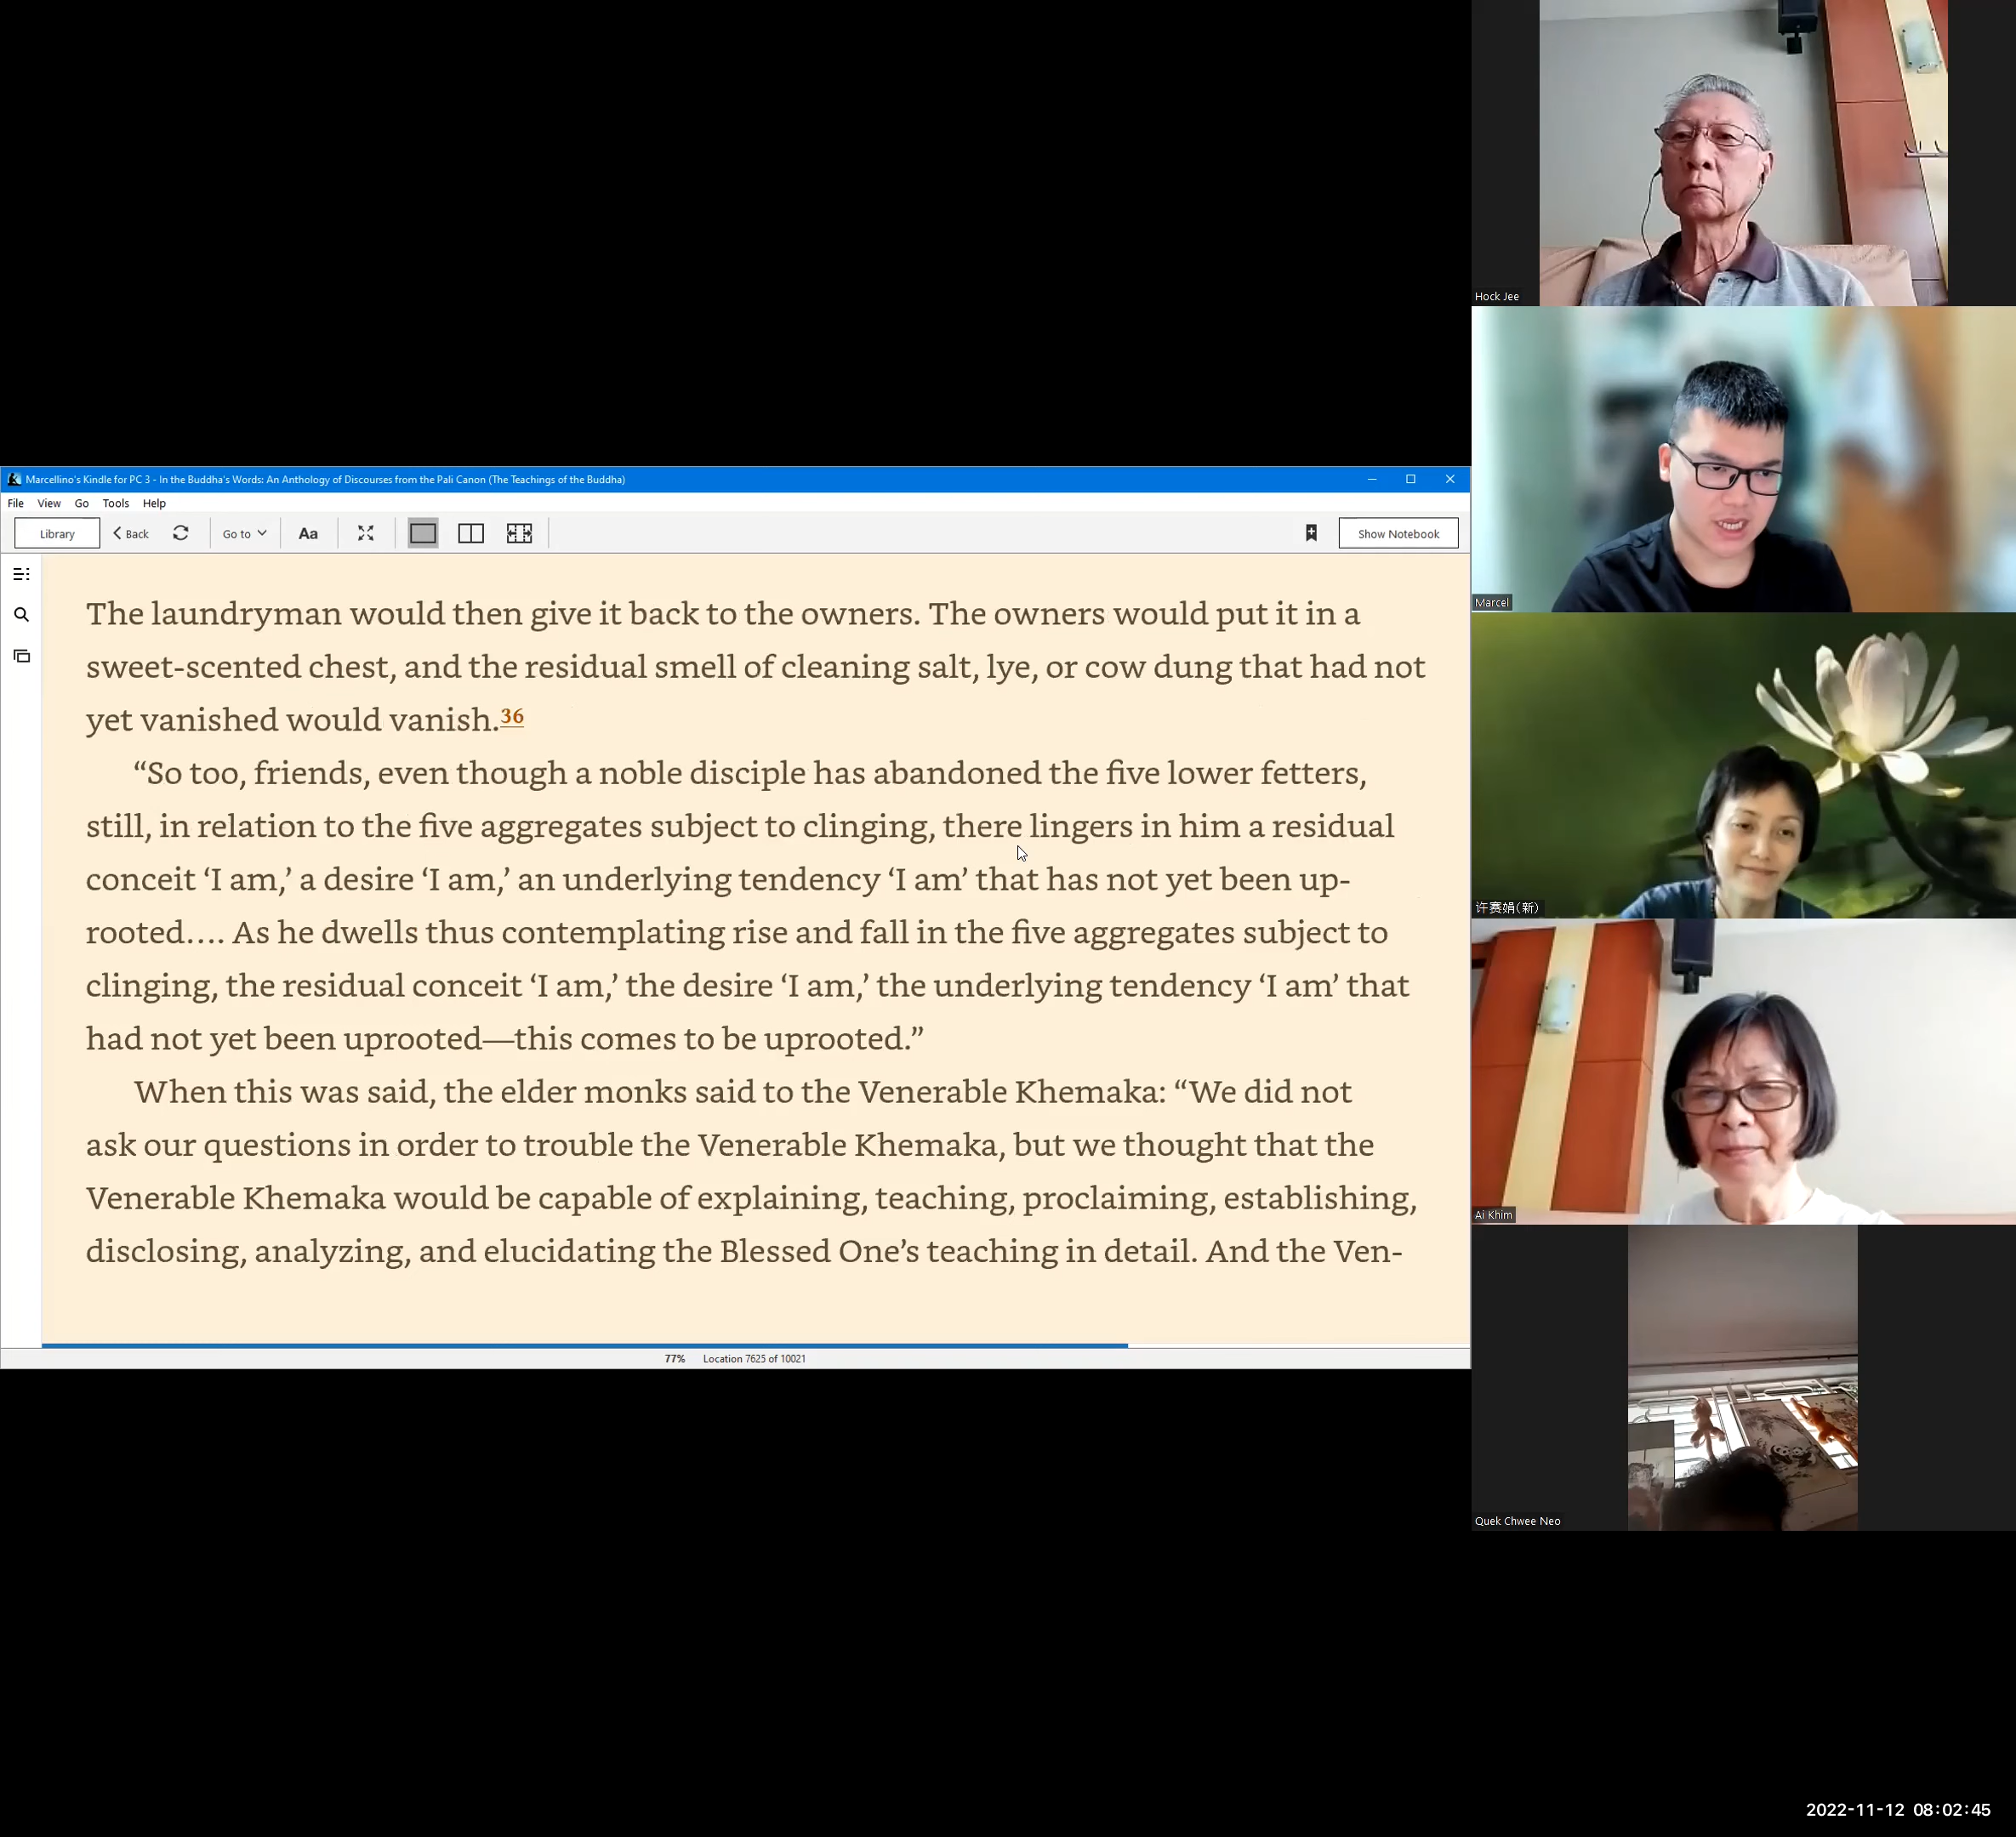 Marcellino's Kindle for PC 3 - In the Buddha's Words: An Anthology of Discourses from the Pali Canon (The Teachings of the Buddha)
File View Go Tools Help
Library Back Go to Aa Show Notebook
The laundryman would then give it back to the owners. The owners would put it in a
sweet-scented chest, and the residual smell of cleaning salt, lye, or cow dung that had not
yet vanished would vanish.36
“So too, friends, even though a noble disciple has abandoned the five lower fetters,
still, in relation to the five aggregates subject to clinging, there lingers in him a residual
conceit ‘I am,’ a desire ‘I am,’ an underlying tendency ‘I am’ that has not yet been up-
rooted.... As he dwells thus contemplating rise and fall in the five aggregates subject to
clinging, the residual conceit ‘I am,’ the desire ‘I am,’ the underlying tendency ‘I am’ that
had not yet been uprooted—this comes to be uprooted.”
When this was said, the elder monks said to the Venerable Khemaka: “We did not
ask our questions in order to trouble the Venerable Khemaka, but we thought that the
Venerable Khemaka would be capable of explaining, teaching, proclaiming, establishing,
disclosing, analyzing, and elucidating the Blessed One’s teaching in detail. And the Ven-
77% Location 7625 of 10021
Hock Jee
Marcel
许赛娟(新)
Ai Khim
Quek Chwee Neo
2022-11-12 08:02:45